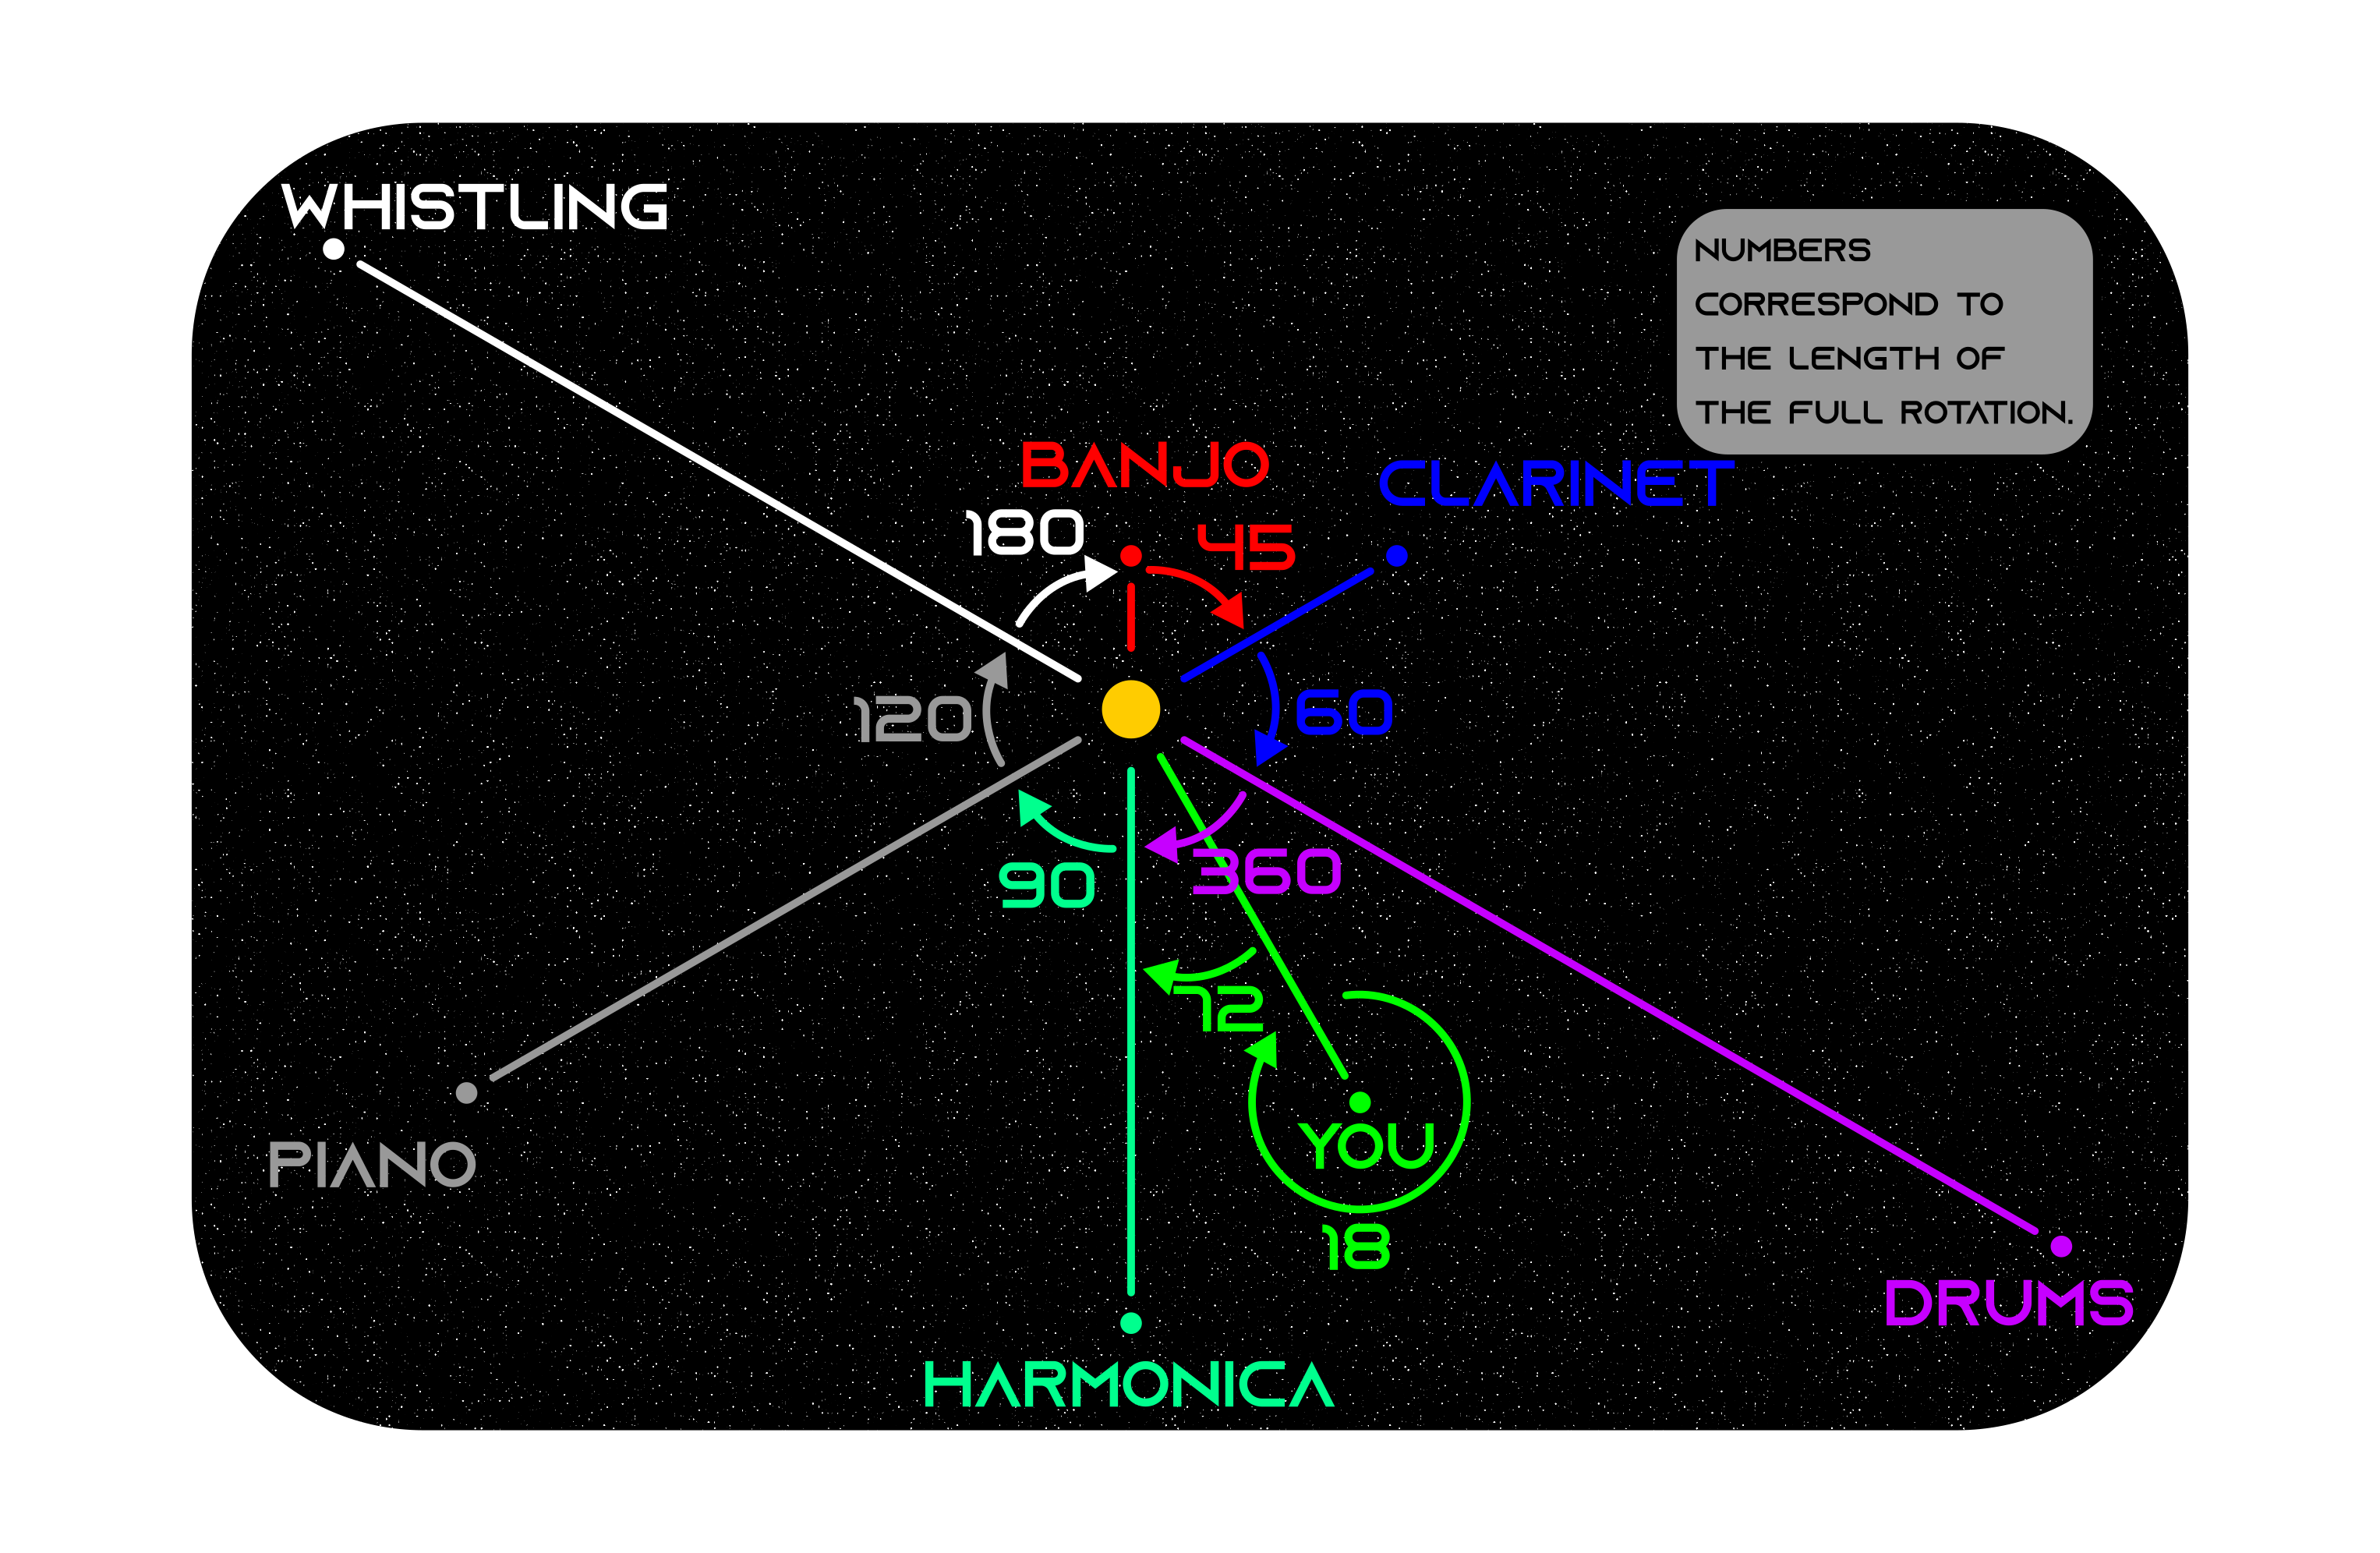 WHISTLING
NUMBERS
CORRESPOND TO
THE LENGTH OF
THE FULL ROTATION.
BANJO
CLARINET
180
45
120
60
90
360
72
YOU
PIANO
18
DRUMS
HARMONICA